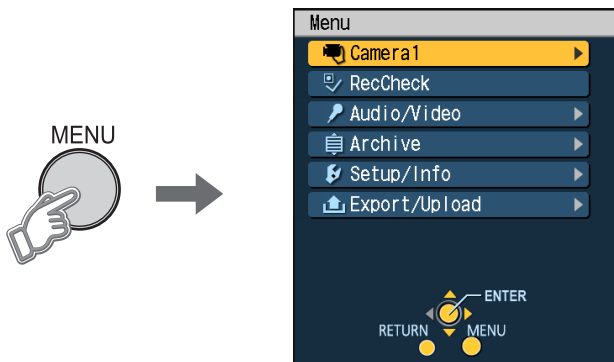 MENU
Menu
Camera1
RecCheck
Audio/Video
Archive
Setup/Info
Export/Upload
ENTER
RETURN MENU